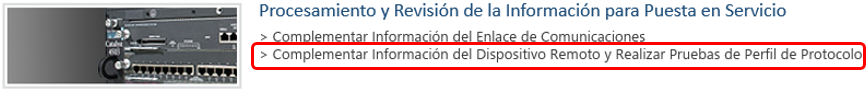 Procesamiento y Revisión de la Información para Puesta en Servicio
> Complementar Información del Enlace de Comunicaciones
> Complementar Información del Dispositivo Remoto y Realizar Pruebas de Perfil de Protocolo
Catalyst